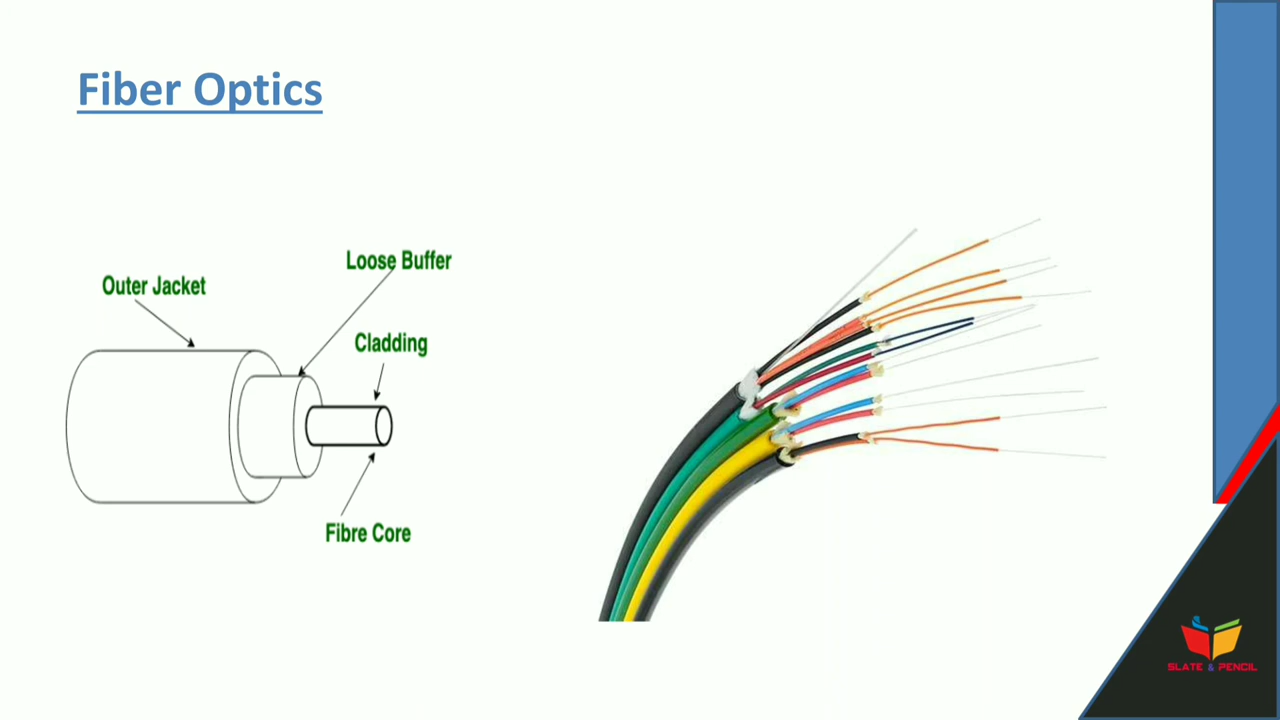 Fiber Optics
Loose Buffer
Outer Jacket
Cladding
Fibre Core
SLATE & PENCIL